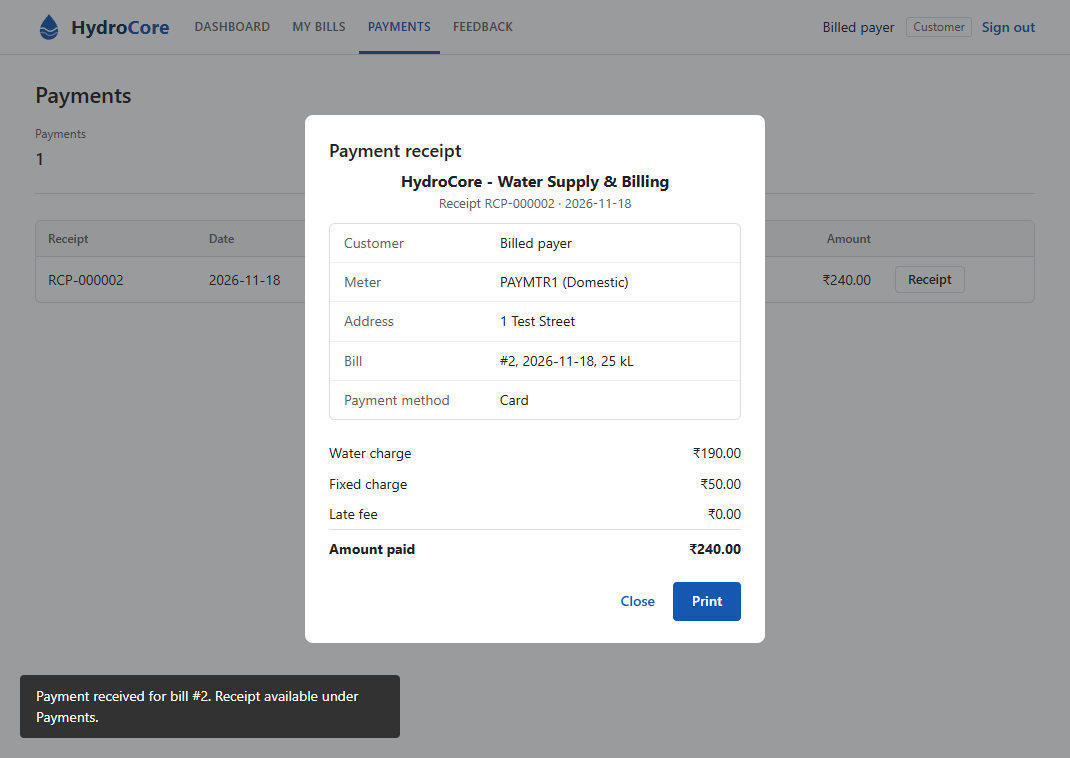 HydroCore DASHBOARD MY BILLS PAYMENTS FEEDBACK Billed payer Customer Sign out
Payments
Payments
1
Receipt Date Amount
RCP-000002 2026-11-18 ₹240.00 Receipt
Payment receipt
HydroCore - Water Supply & Billing
Receipt RCP-000002 · 2026-11-18
Customer Billed payer
Meter PAYMTR1 (Domestic)
Address 1 Test Street
Bill #2, 2026-11-18, 25 kL
Payment method Card
Water charge ₹190.00
Fixed charge ₹50.00
Late fee ₹0.00
Amount paid ₹240.00
Close Print
Payment received for bill #2. Receipt available under
Payments.